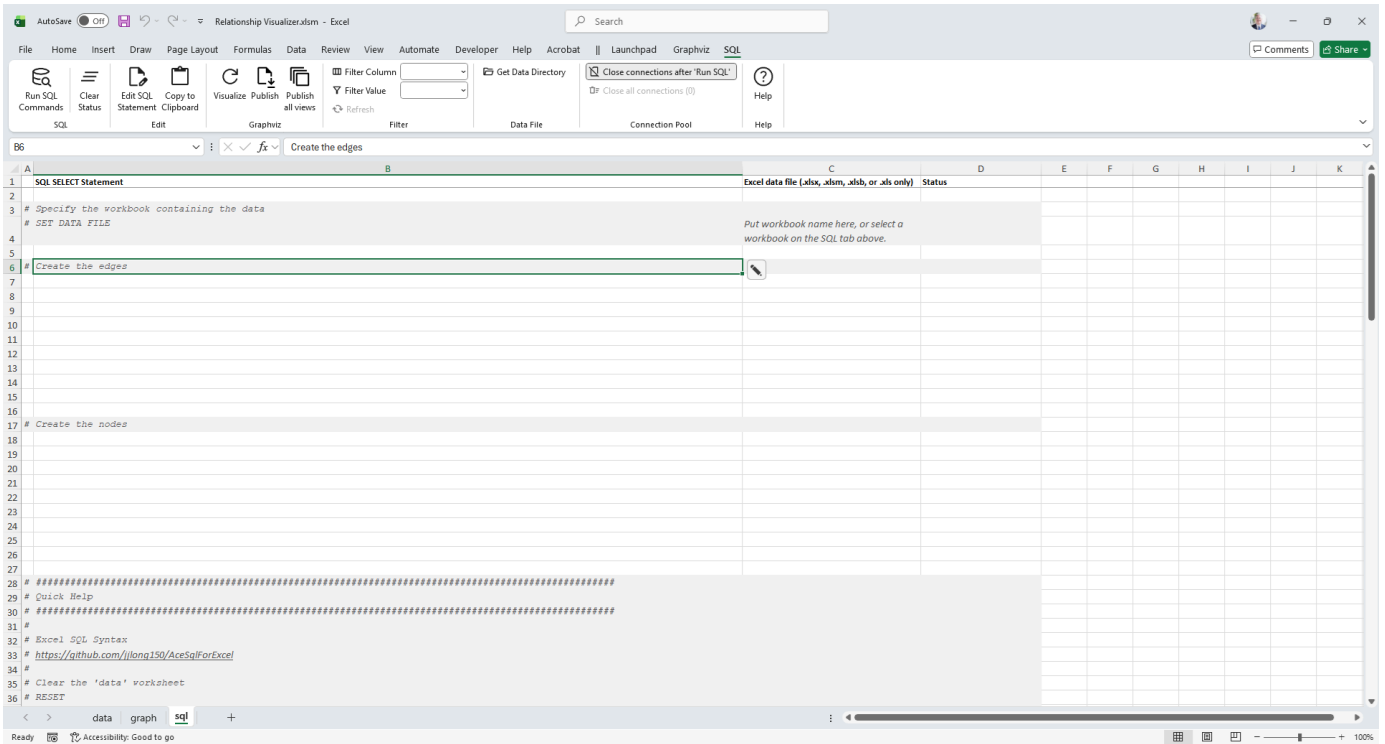 AutoSave Off Relationship Visualizer.xlsm - Excel Search
File Home Insert Draw Page Layout Formulas Data Review View Automate Developer Help Acrobat || Launchpad Graphviz SQL Comments Share
Run SQL Commands Clear Status Edit SQL Statement Copy to Clipboard Visualize Publish Publish all views Filter Column Get Data Directory Close connections after 'Run SQL' Help
Filter Value Close all connections (0)
Refresh
SQL Edit Graphviz Filter Data File Connection Pool Help
B6 fx Create the edges
A B C D E F G H I J K
1 SQL SELECT Statement Excel data file (.xlsx, .xlsm, .xlsb, or .xls only) Status
2
3 # Specify the workbook containing the data
# SET DATA FILE Put workbook name here, or select a
4 workbook on the SQL tab above.
5
6 # Create the edges
7
8
9
10
11
12
13
14
15
16
17 # Create the nodes
18
19
20
21
22
23
24
25
26
27
28 # #####################################################################################################
29 # Quick Help
30 # #####################################################################################################
31 #
32 # Excel SQL Syntax
33 # https://github.com/jjlong150/AceSqlForExcel
34 #
35 # Clear the 'data' worksheet
36 # RESET
data graph sql +
Ready Accessibility: Good to go - + 100%